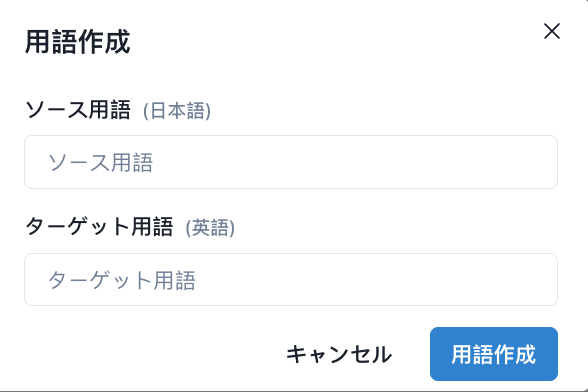 用語作成
ソース用語 (日本語)
ソース用語
ターゲット用語 (英語)
ターゲット用語
キャンセル 用語作成